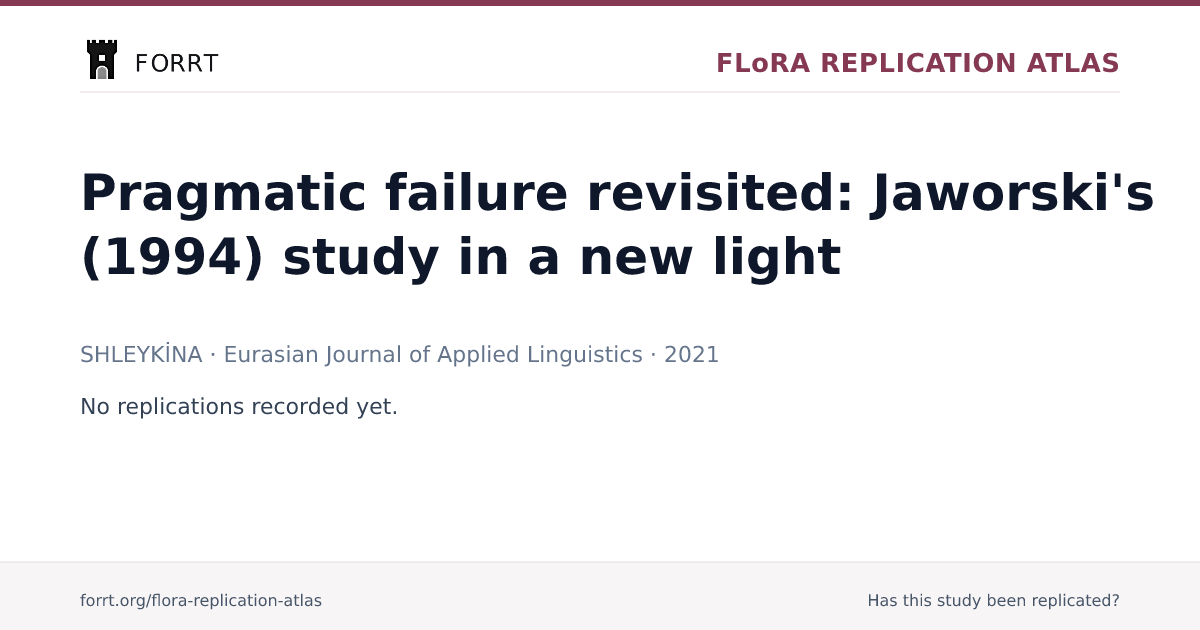 FORRT
FLoRA REPLICATION ATLAS
Pragmatic failure revisited: Jaworski's
(1994) study in a new light
SHLEYKİNA · Eurasian Journal of Applied Linguistics · 2021
No replications recorded yet.
forrt.org/flora-replication-atlas
Has this study been replicated?